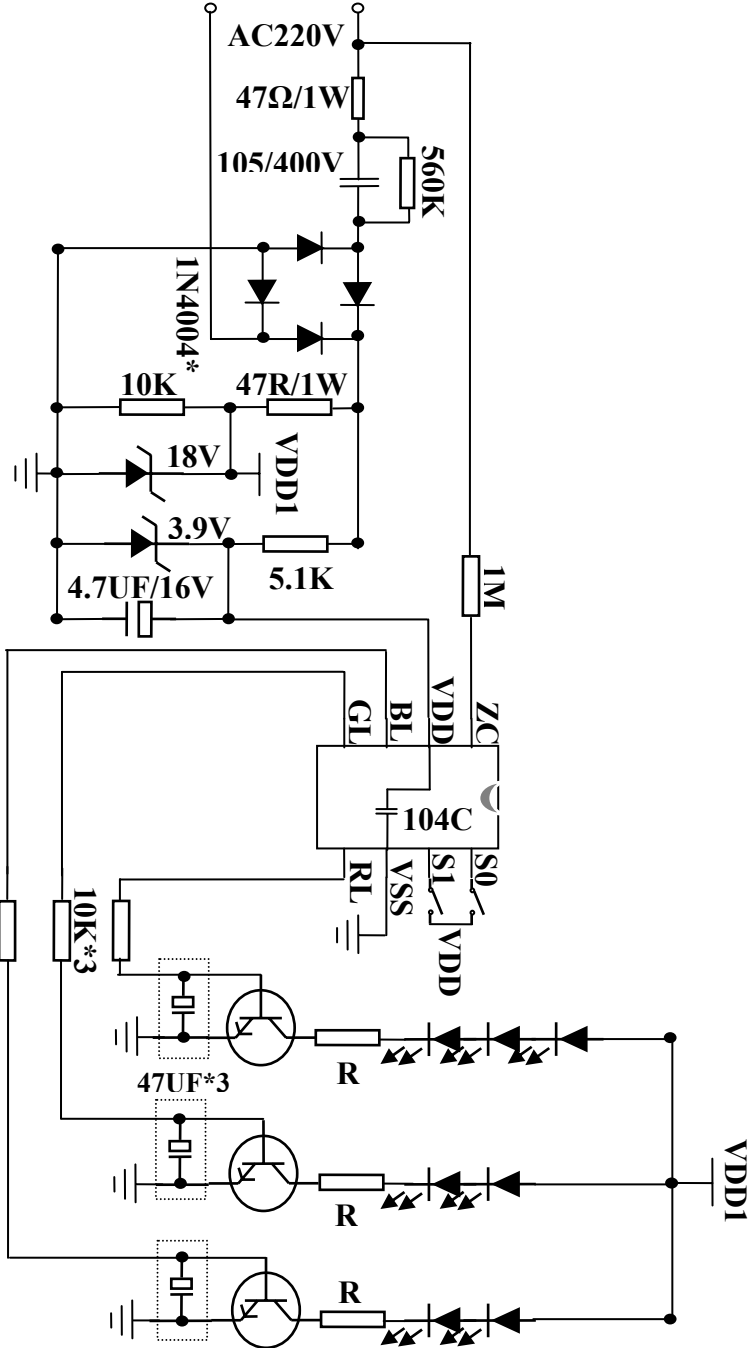 AC220V
47Ω/1W
105/400V
560K
1N4004*
10K
47R/1W
18V
VDD1
3.9V
5.1K
4.7UF/16V
1M
GL
BL
VDD
ZC
104C
RL
VSS
S1
S0
VDD
10K*3
R
47UF*3
R
VDD1
R